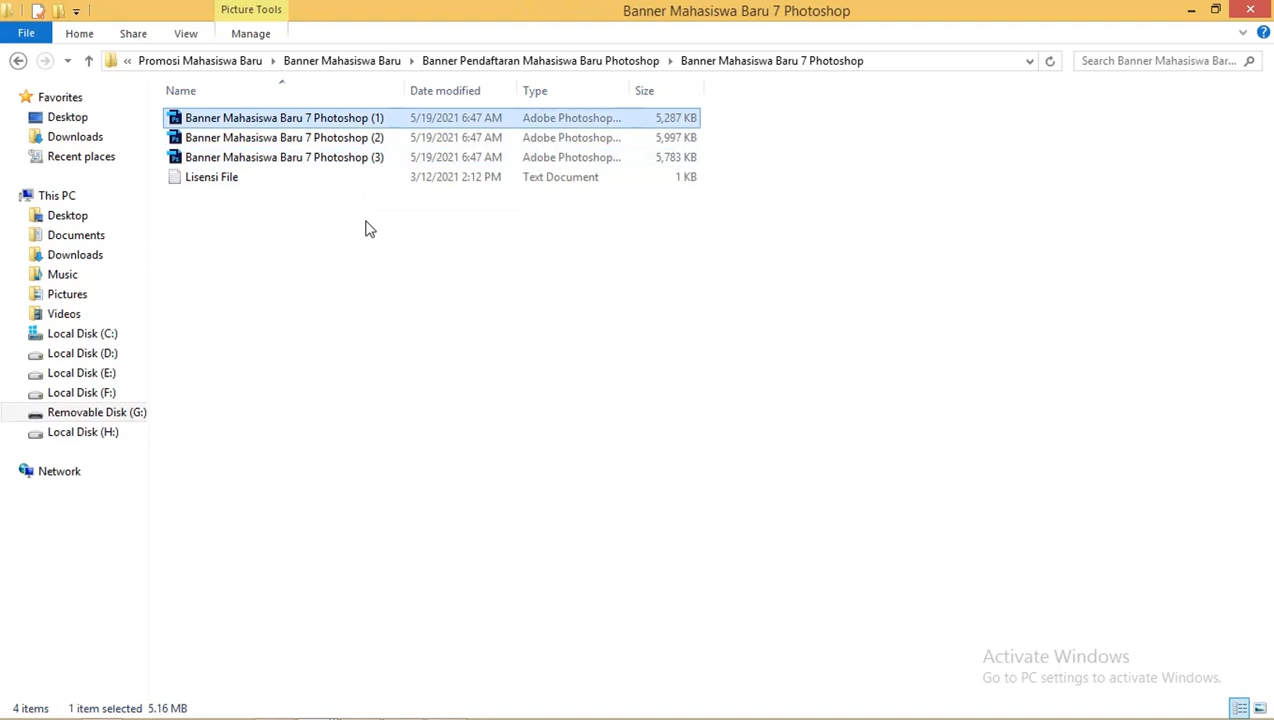 Picture Tools
Banner Mahasiswa Baru 7 Photoshop
File Home Share View Manage
« Promosi Mahasiswa Baru Banner Mahasiswa Baru Banner Pendaftaran Mahasiswa Baru Photoshop Banner Mahasiswa Baru 7 Photoshop
Search Banner Mahasiswa Bar...
Name Date modified Type Size
Banner Mahasiswa Baru 7 Photoshop (1) 5/19/2021 6:47 AM Adobe Photoshop... 5,287 KB
Banner Mahasiswa Baru 7 Photoshop (2) 5/19/2021 6:47 AM Adobe Photoshop... 5,997 KB
Banner Mahasiswa Baru 7 Photoshop (3) 5/19/2021 6:47 AM Adobe Photoshop... 5,783 KB
Lisensi File 3/12/2021 2:12 PM Text Document 1 KB
Favorites
Desktop
Downloads
Recent places
This PC
Desktop
Documents
Downloads
Music
Pictures
Videos
Local Disk (C:)
Local Disk (D:)
Local Disk (E:)
Local Disk (F:)
Removable Disk (G:)
Local Disk (H:)
Network
Activate Windows
Go to PC settings to activate Windows.
4 items 1 item selected 5.16 MB